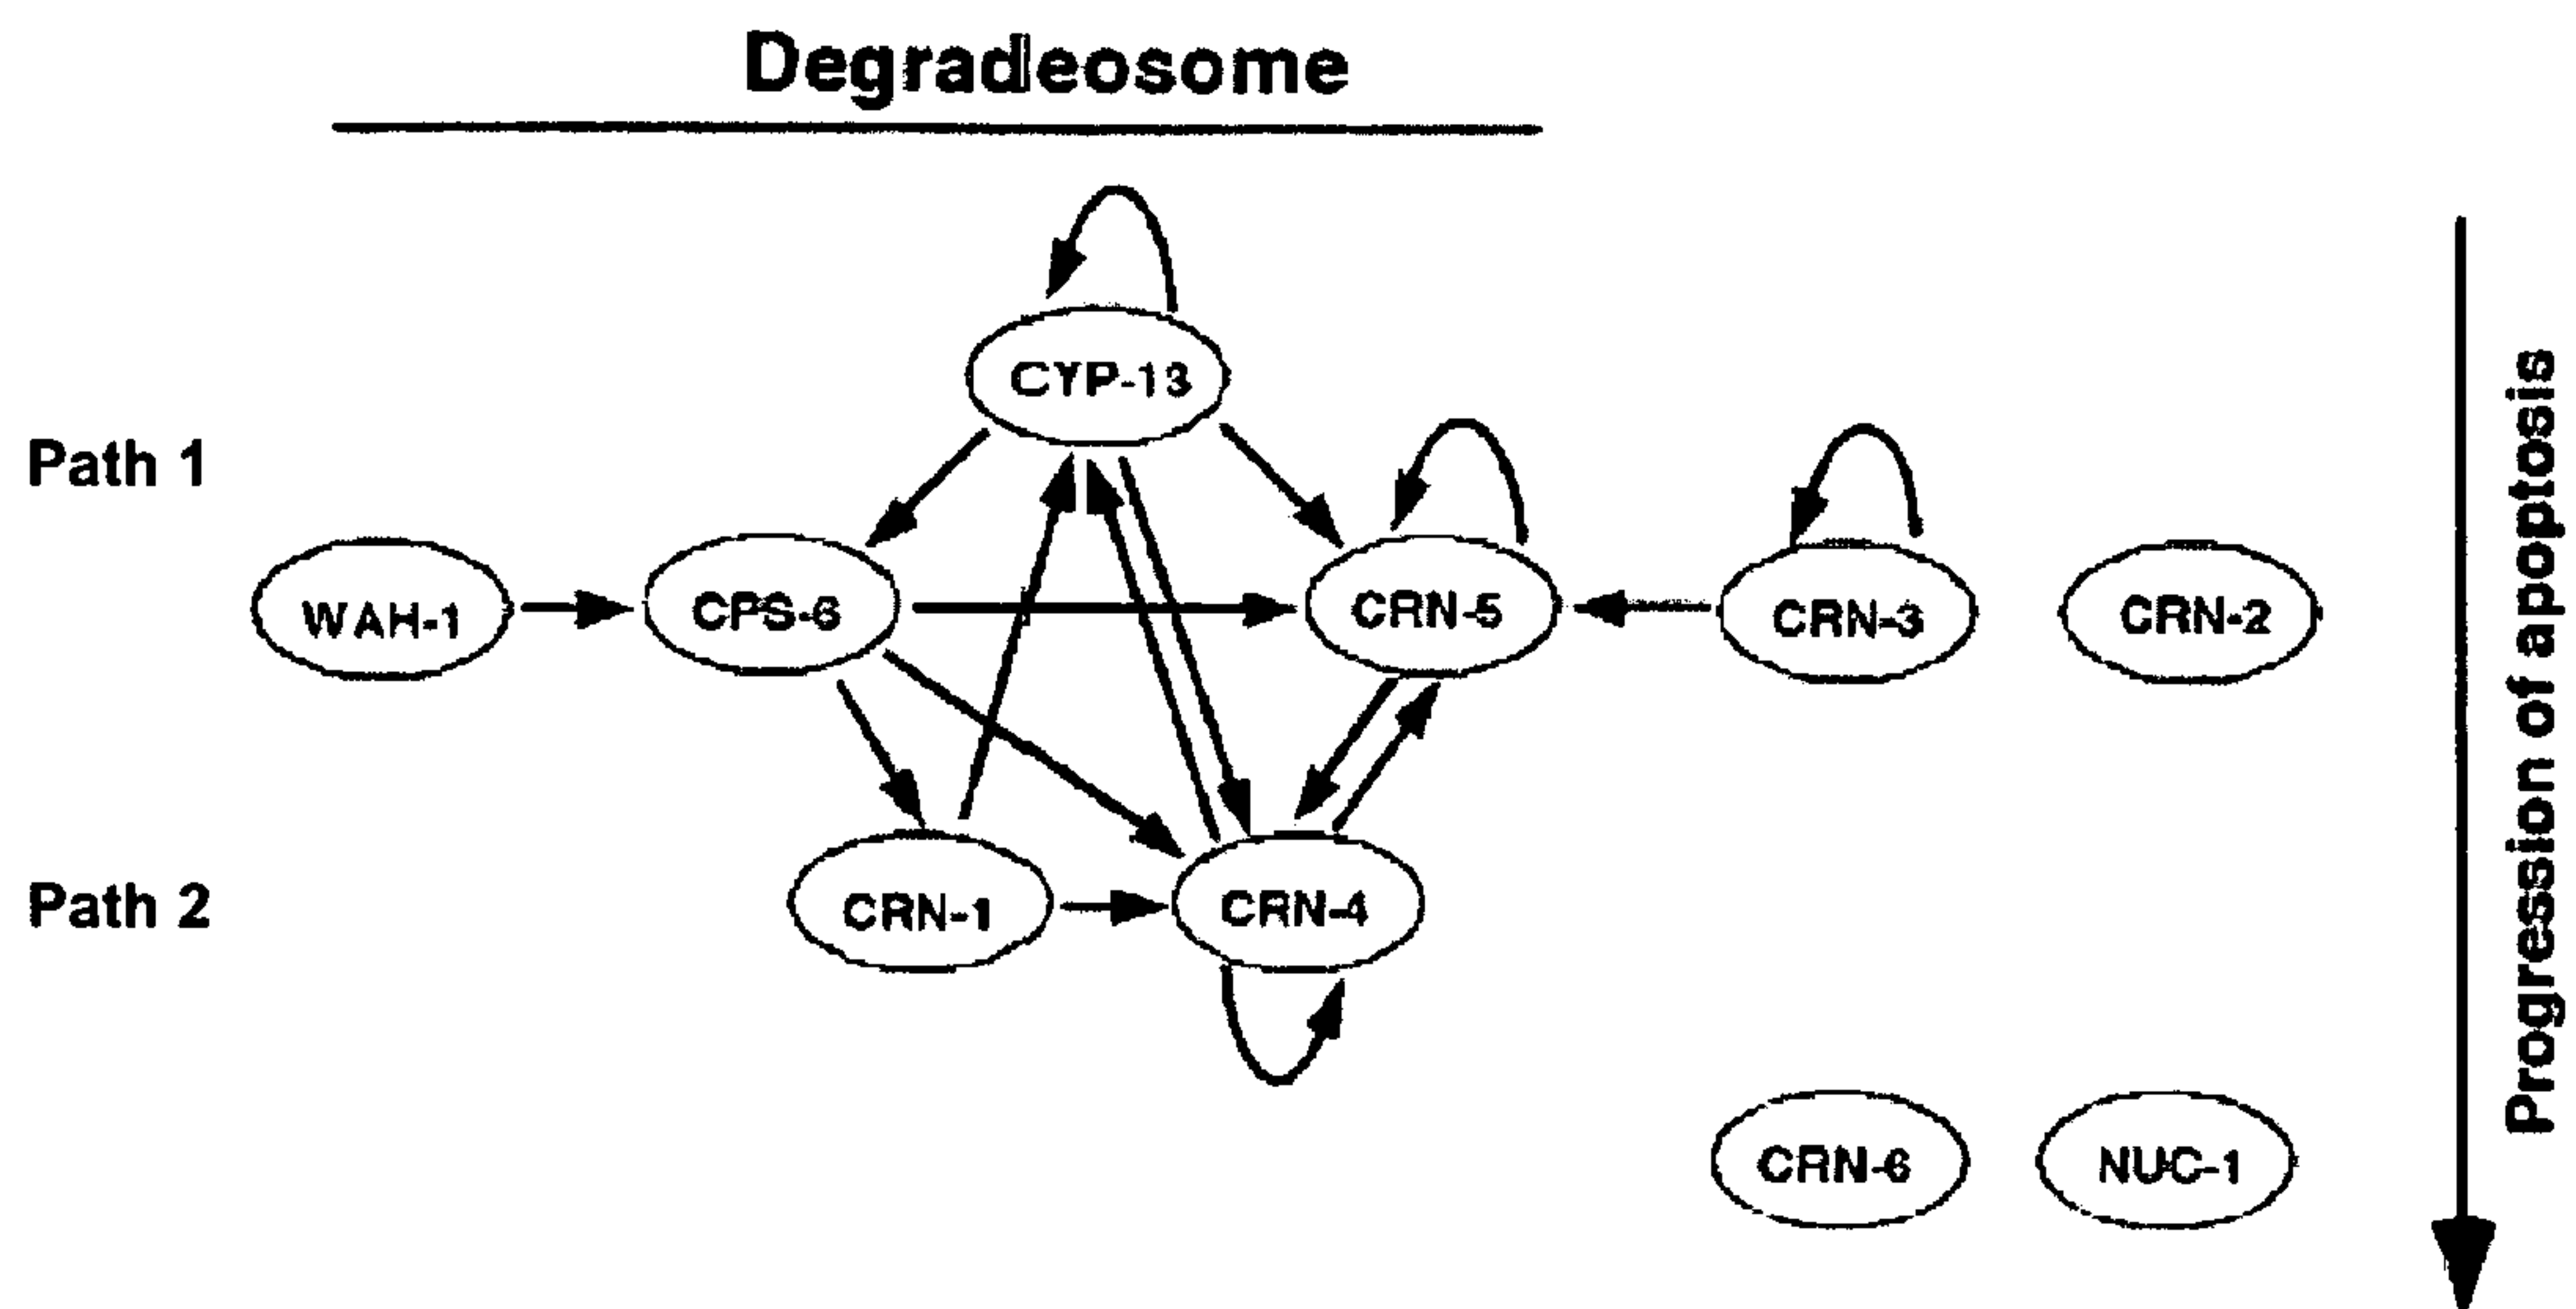 Degradeosome
CYP-13
Path 1
WAH-1
CPS-6
CRN-5
CRN-3
CRN-2
Path 2
CRN-1
CRN-4
CRN-6
NUC-1
Progression of apoptosis